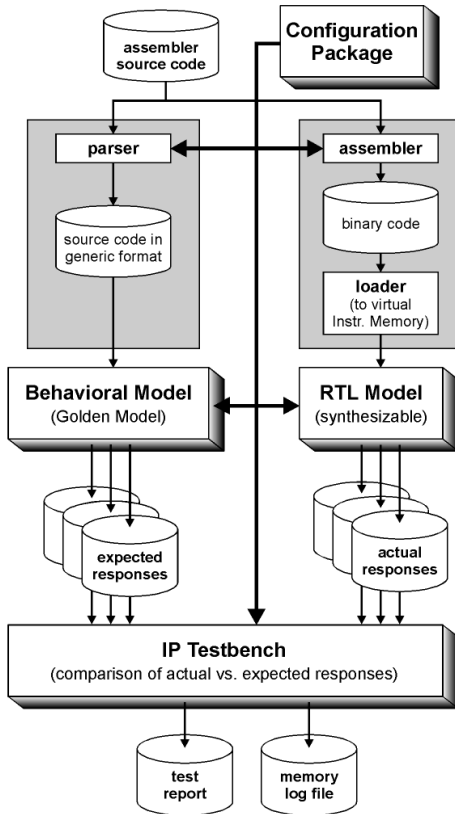 assembler
source code
Configuration
Package
parser
assembler
source code in
generic format
binary code
loader
(to virtual
Instr. Memory)
Behavioral Model
(Golden Model)
RTL Model
(synthesizable)
expected
responses
actual
responses
IP Testbench
(comparison of actual vs. expected responses)
test
report
memory
log file